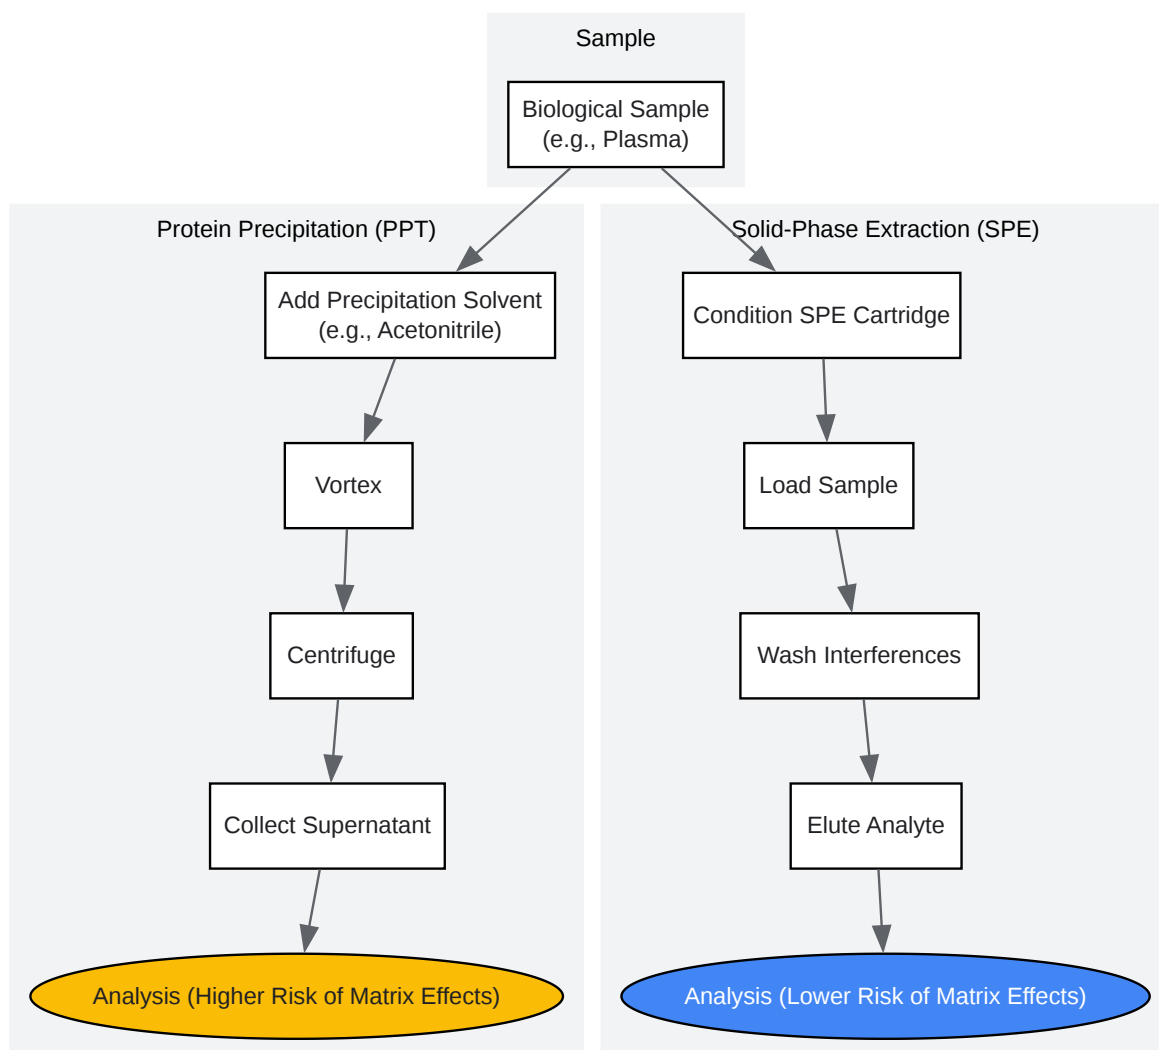 Sample
Biological Sample
(e.g., Plasma)
Protein Precipitation (PPT)
Add Precipitation Solvent
(e.g., Acetonitrile)
Vortex
Centrifuge
Collect Supernatant
Analysis (Higher Risk of Matrix Effects)
Solid-Phase Extraction (SPE)
Condition SPE Cartridge
Load Sample
Wash Interferences
Elute Analyte
Analysis (Lower Risk of Matrix Effects)